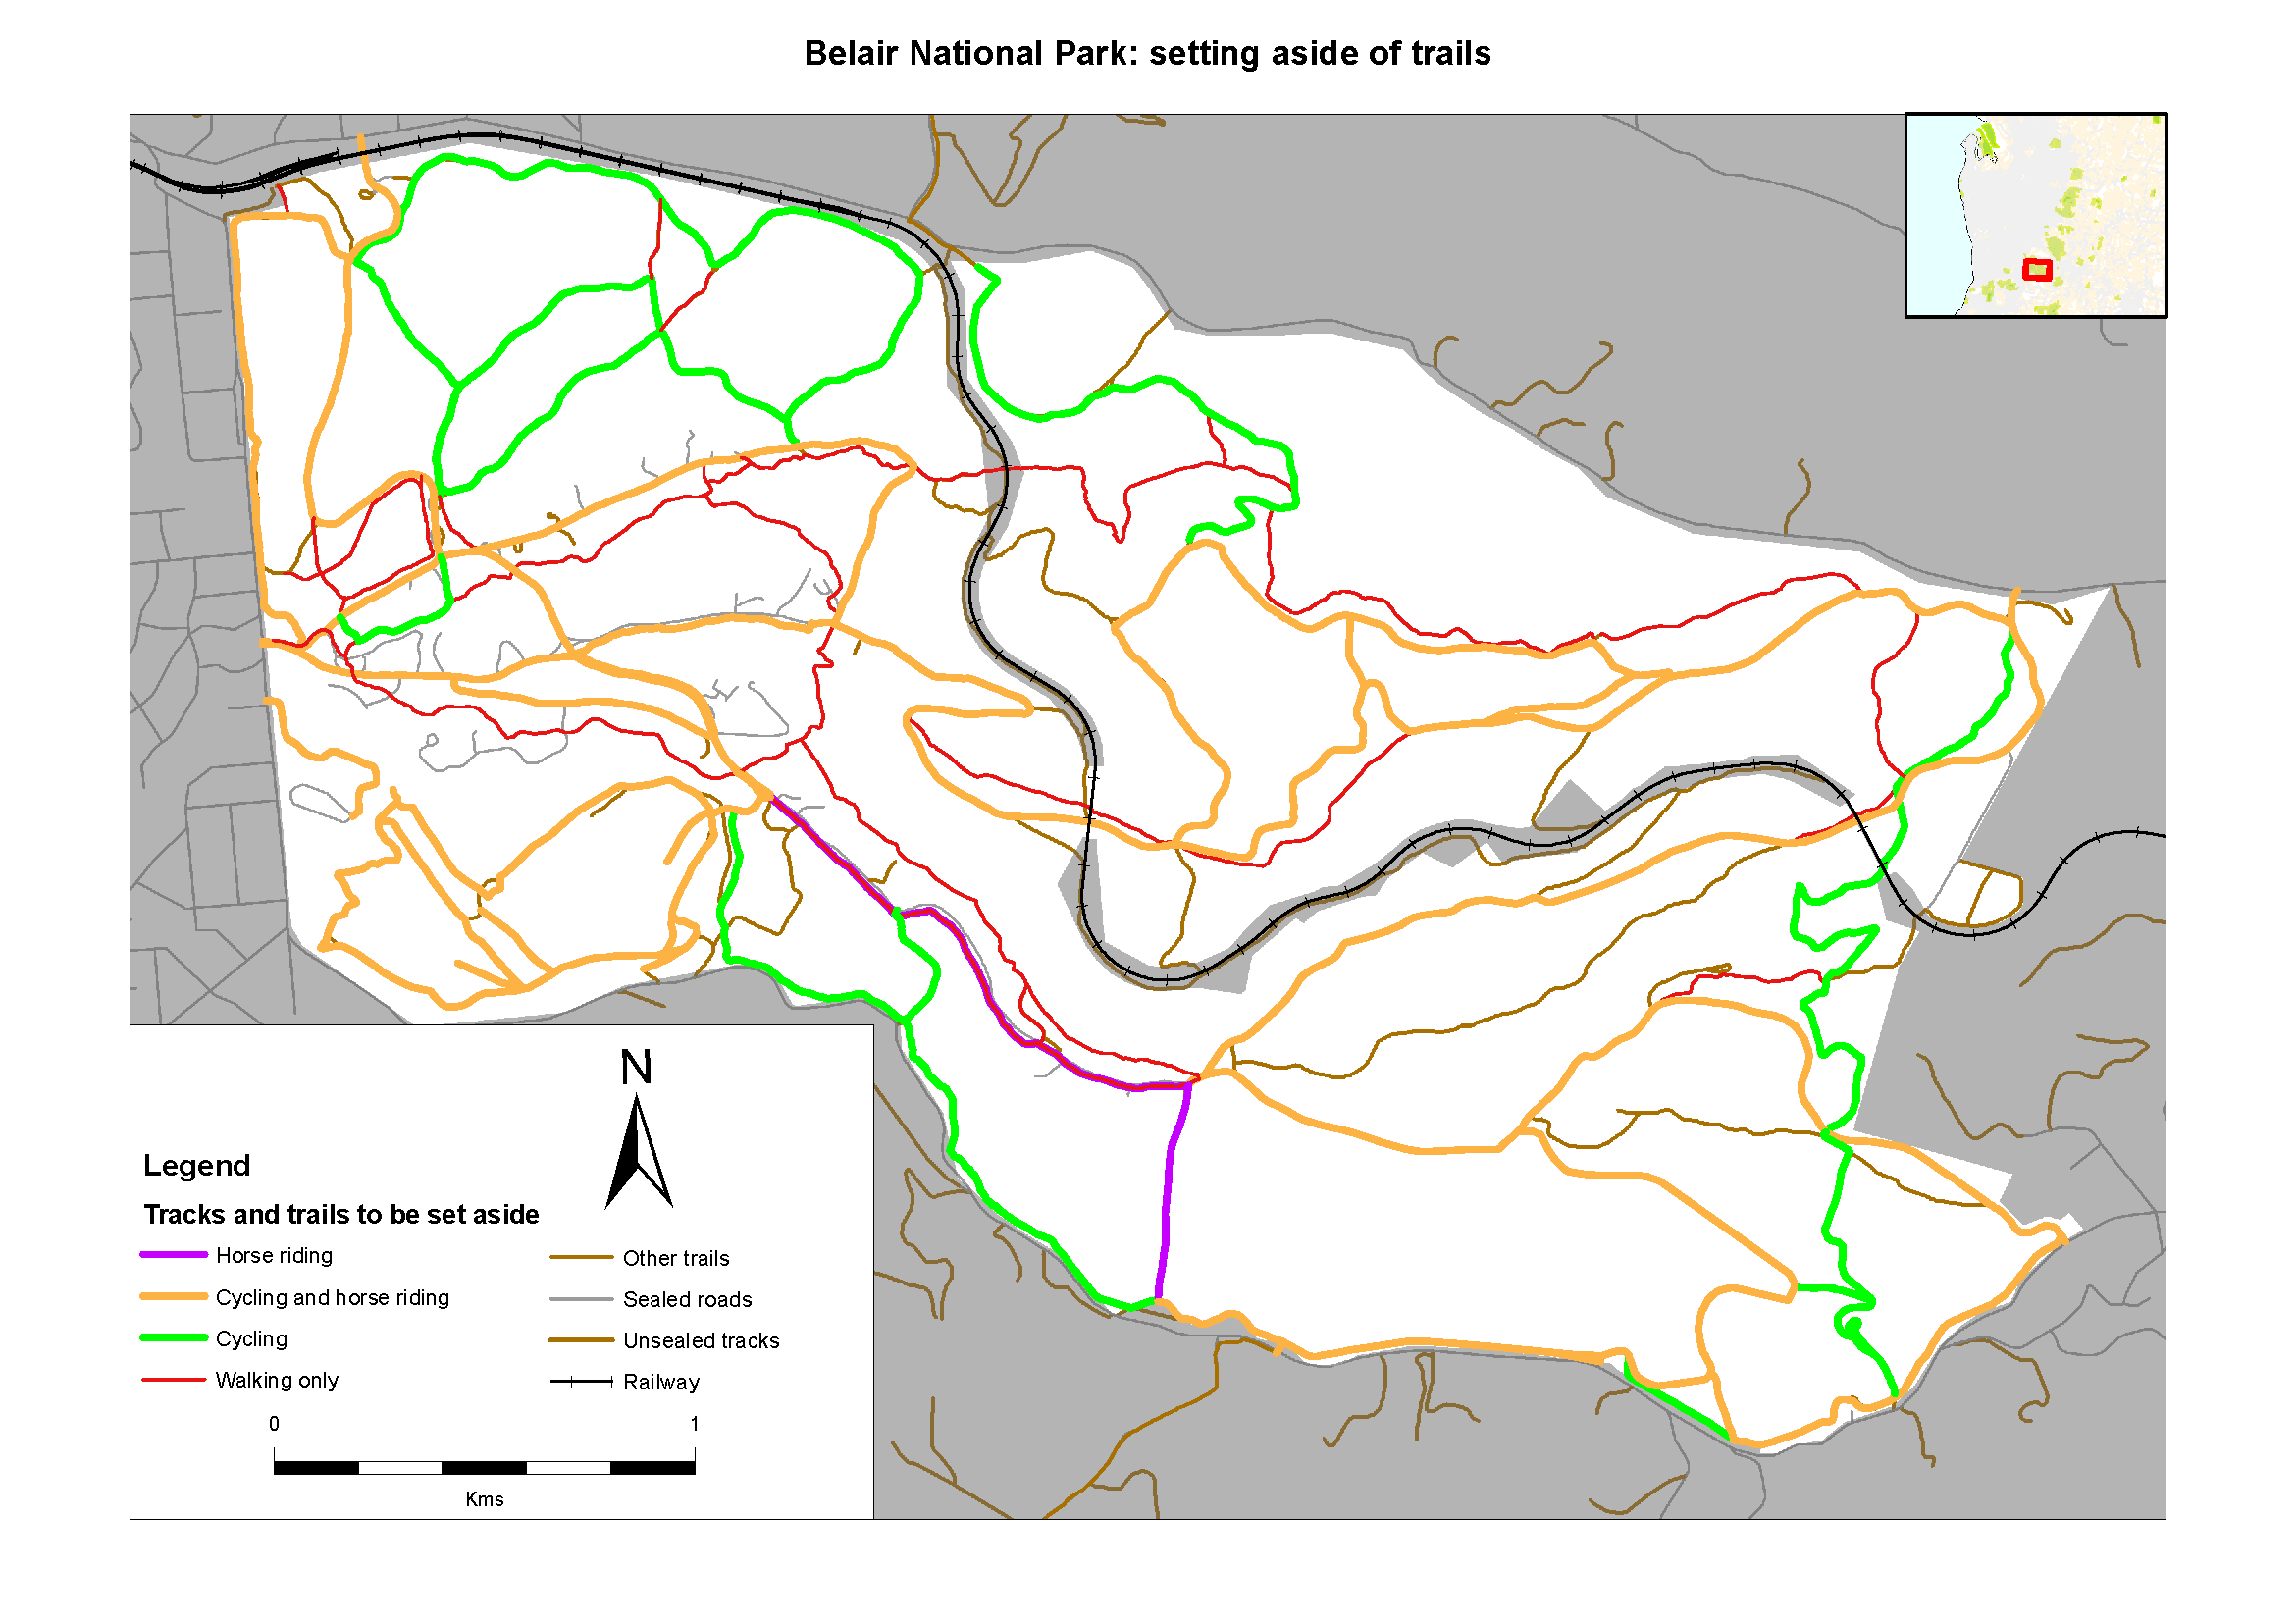 Belair National Park: setting aside of trails
N
Legend
Tracks and trails to be set aside
Horse riding
Cycling and horse riding
Cycling
Walking only
Other trails
Sealed roads
Unsealed tracks
Railway
0 1
Kms